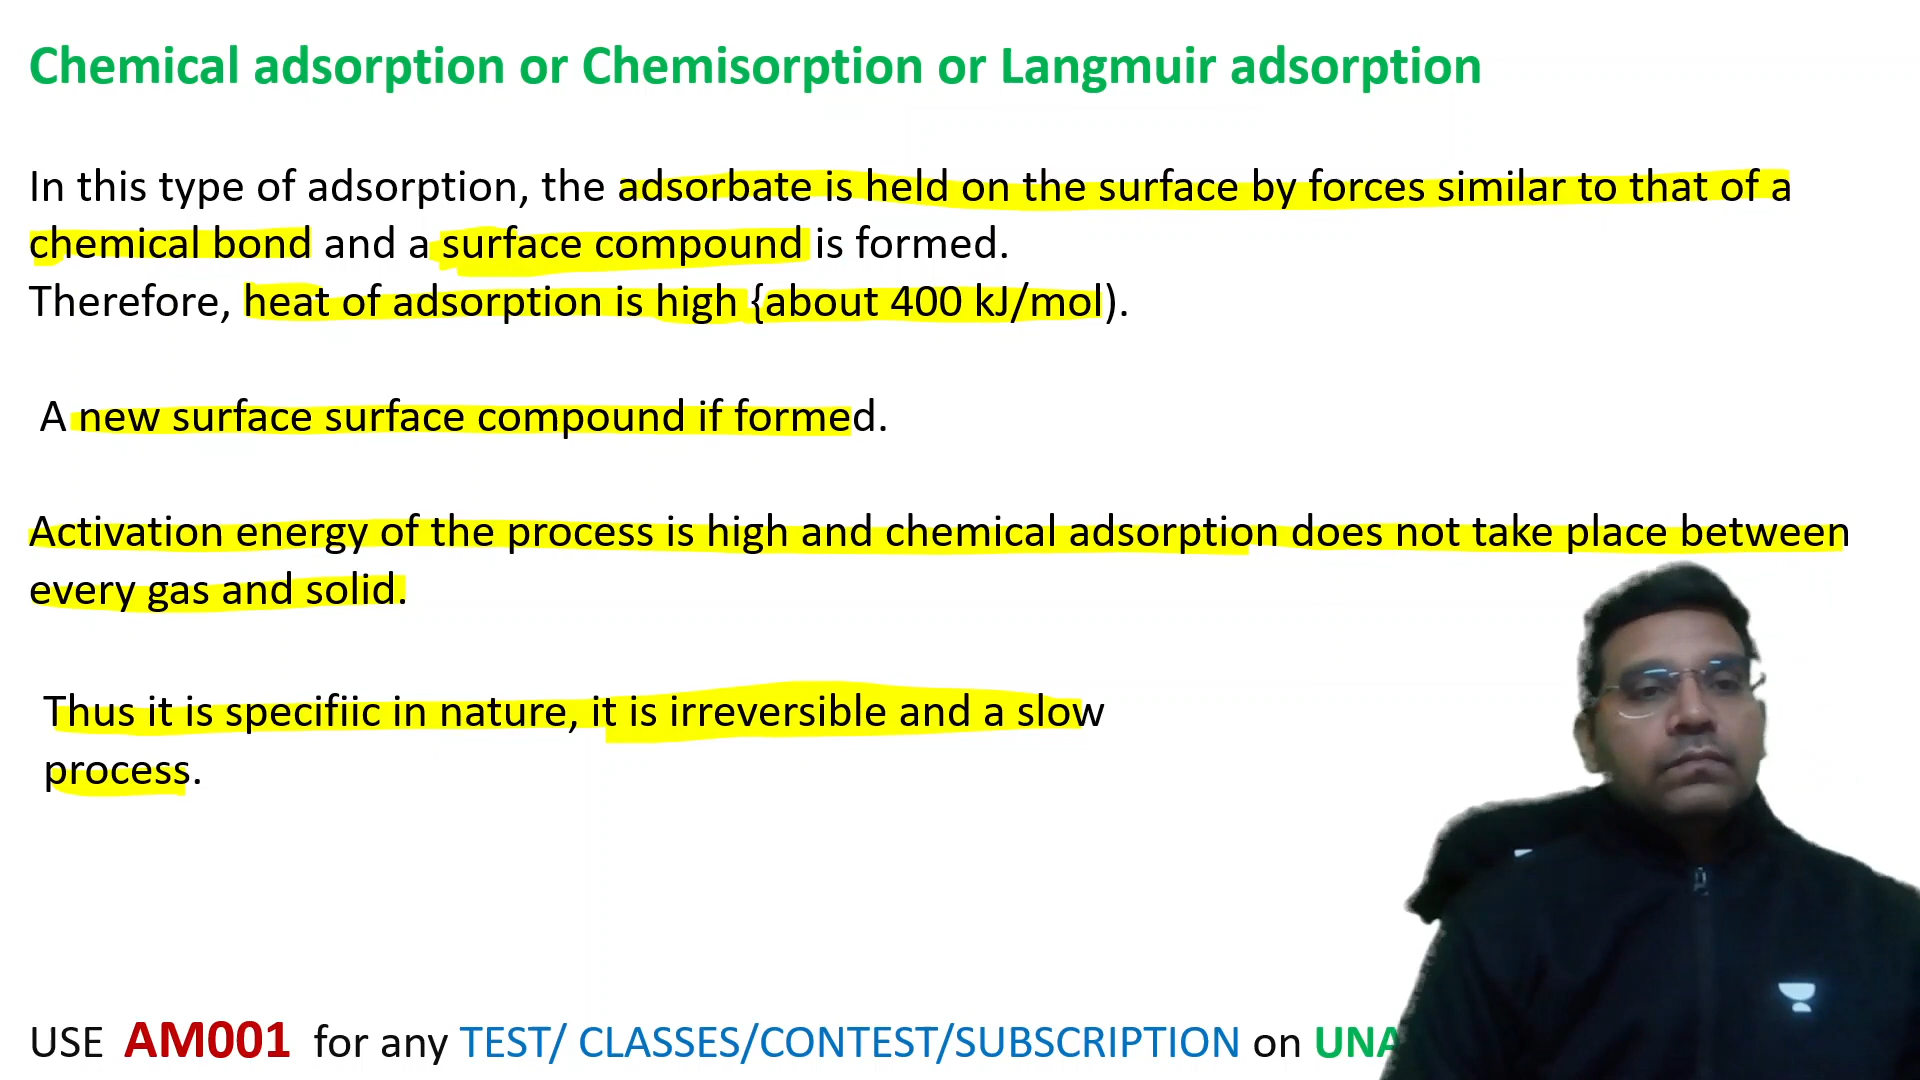 Chemical adsorption or Chemisorption or Langmuir adsorption
In this type of adsorption, the adsorbate is held on the surface by forces similar to that of a
chemical bond and a surface compound is formed.
Therefore, heat of adsorption is high {about 400 kJ/mol).
A new surface surface compound if formed.
Activation energy of the process is high and chemical adsorption does not take place between
every gas and solid.
Thus it is specifiic in nature, it is irreversible and a slow
process.
USE AM001 for any TEST/ CLASSES/CONTEST/SUBSCRIPTION on UNA